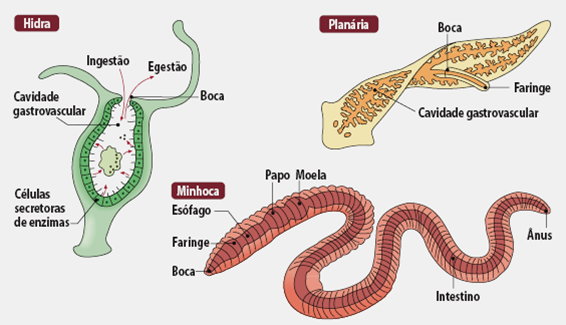 Hidra
Ingestão
Egestão
Boca
Cavidade
gastrovascular
Células
secretoras
de enzimas
Planária
Boca
Faringe
Cavidade gastrovascular
Minhoca
Papo
Moela
Esófago
Faringe
Boca
Intestino
Ânus